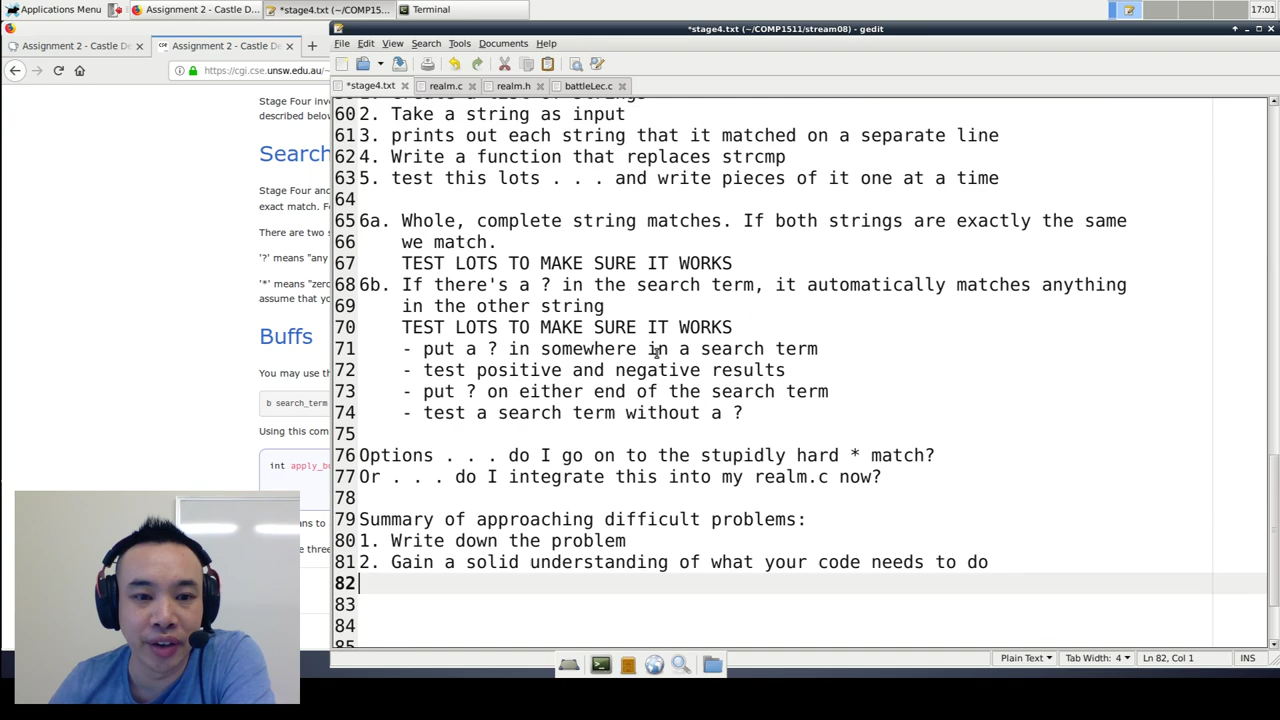 Applications Menu
Assignment 2 - Castle D...
*stage4.txt (~/COMP15...
Terminal
17:01
*stage4.txt (~/COMP1511/stream08) - gedit
Assignment 2 - Castle De
Assignment 2 - Castle De
https://cgi.cse.unsw.edu.au/~
File Edit View Search Tools Documents Help
*stage4.txt
realm.c
realm.h
battleLec.c
Stage Four inv
described below
Search
Stage Four and
exact match. F
There are two s
'?' means "any
'*' means "zero
assume that yo
Buffs
You may use th
b search_term
Using this com
int apply_bu
ans to
e three
60 2. Take a string as input
61 3. prints out each string that it matched on a separate line
62 4. Write a function that replaces strcmp
63 5. test this lots . . . and write pieces of it one at a time
64
65 6a. Whole, complete string matches. If both strings are exactly the same
66 we match.
67 TEST LOTS TO MAKE SURE IT WORKS
68 6b. If there's a ? in the search term, it automatically matches anything
69 in the other string
70 TEST LOTS TO MAKE SURE IT WORKS
71 - put a ? in somewhere in a search term
72 - test positive and negative results
73 - put ? on either end of the search term
74 - test a search term without a ?
75
76 Options . . . do I go on to the stupidly hard * match?
77 Or . . . do I integrate this into my realm.c now?
78
79 Summary of approaching difficult problems:
80 1. Write down the problem
81 2. Gain a solid understanding of what your code needs to do
82
83
84
85
Plain Text
Tab Width: 4
Ln 82, Col 1
INS